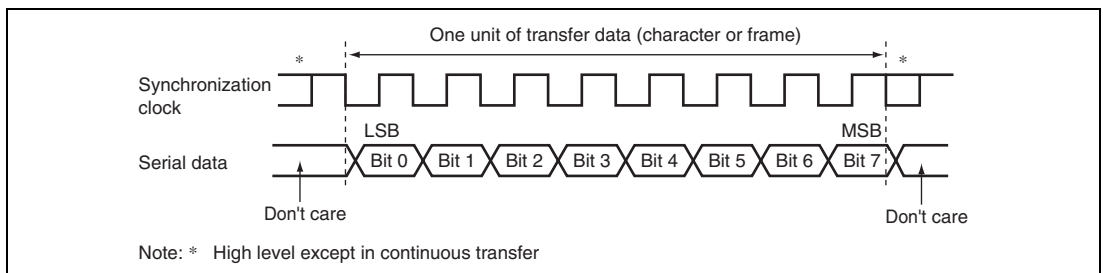 One unit of transfer data (character or frame)
* *
Synchronization
clock
LSB MSB
Serial data Bit 0 Bit 1 Bit 2 Bit 3 Bit 4 Bit 5 Bit 6 Bit 7
Don't care Don't care
Note: * High level except in continuous transfer